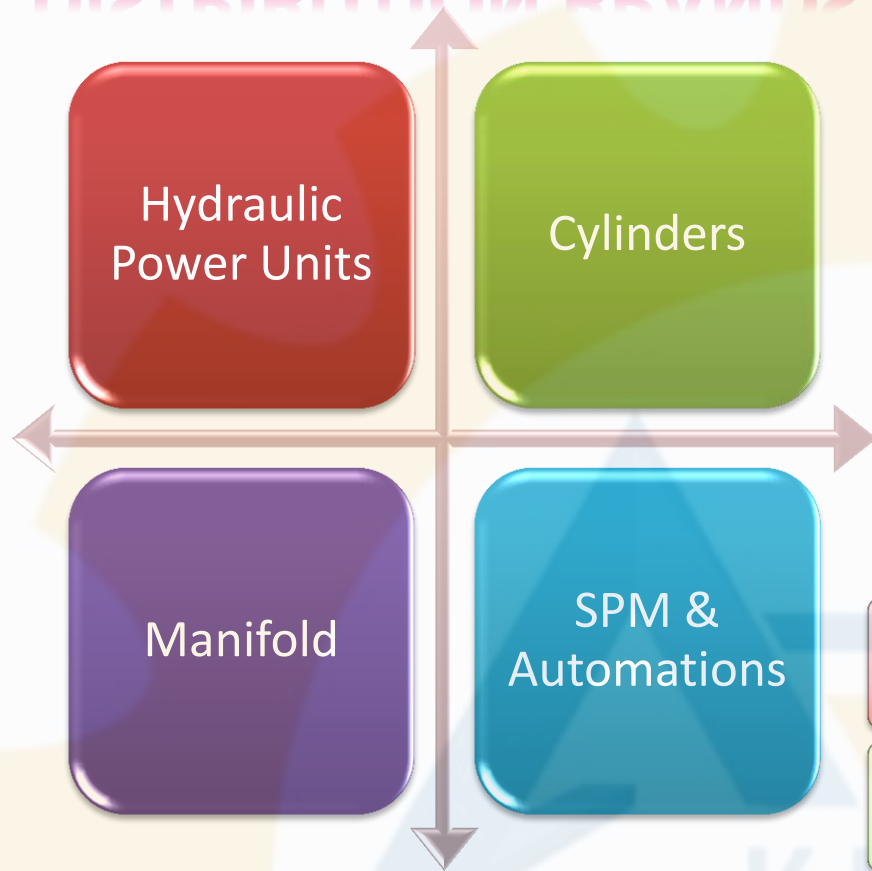 Hydraulic
Power Units
Cylinders
Manifold
SPM &
Automations